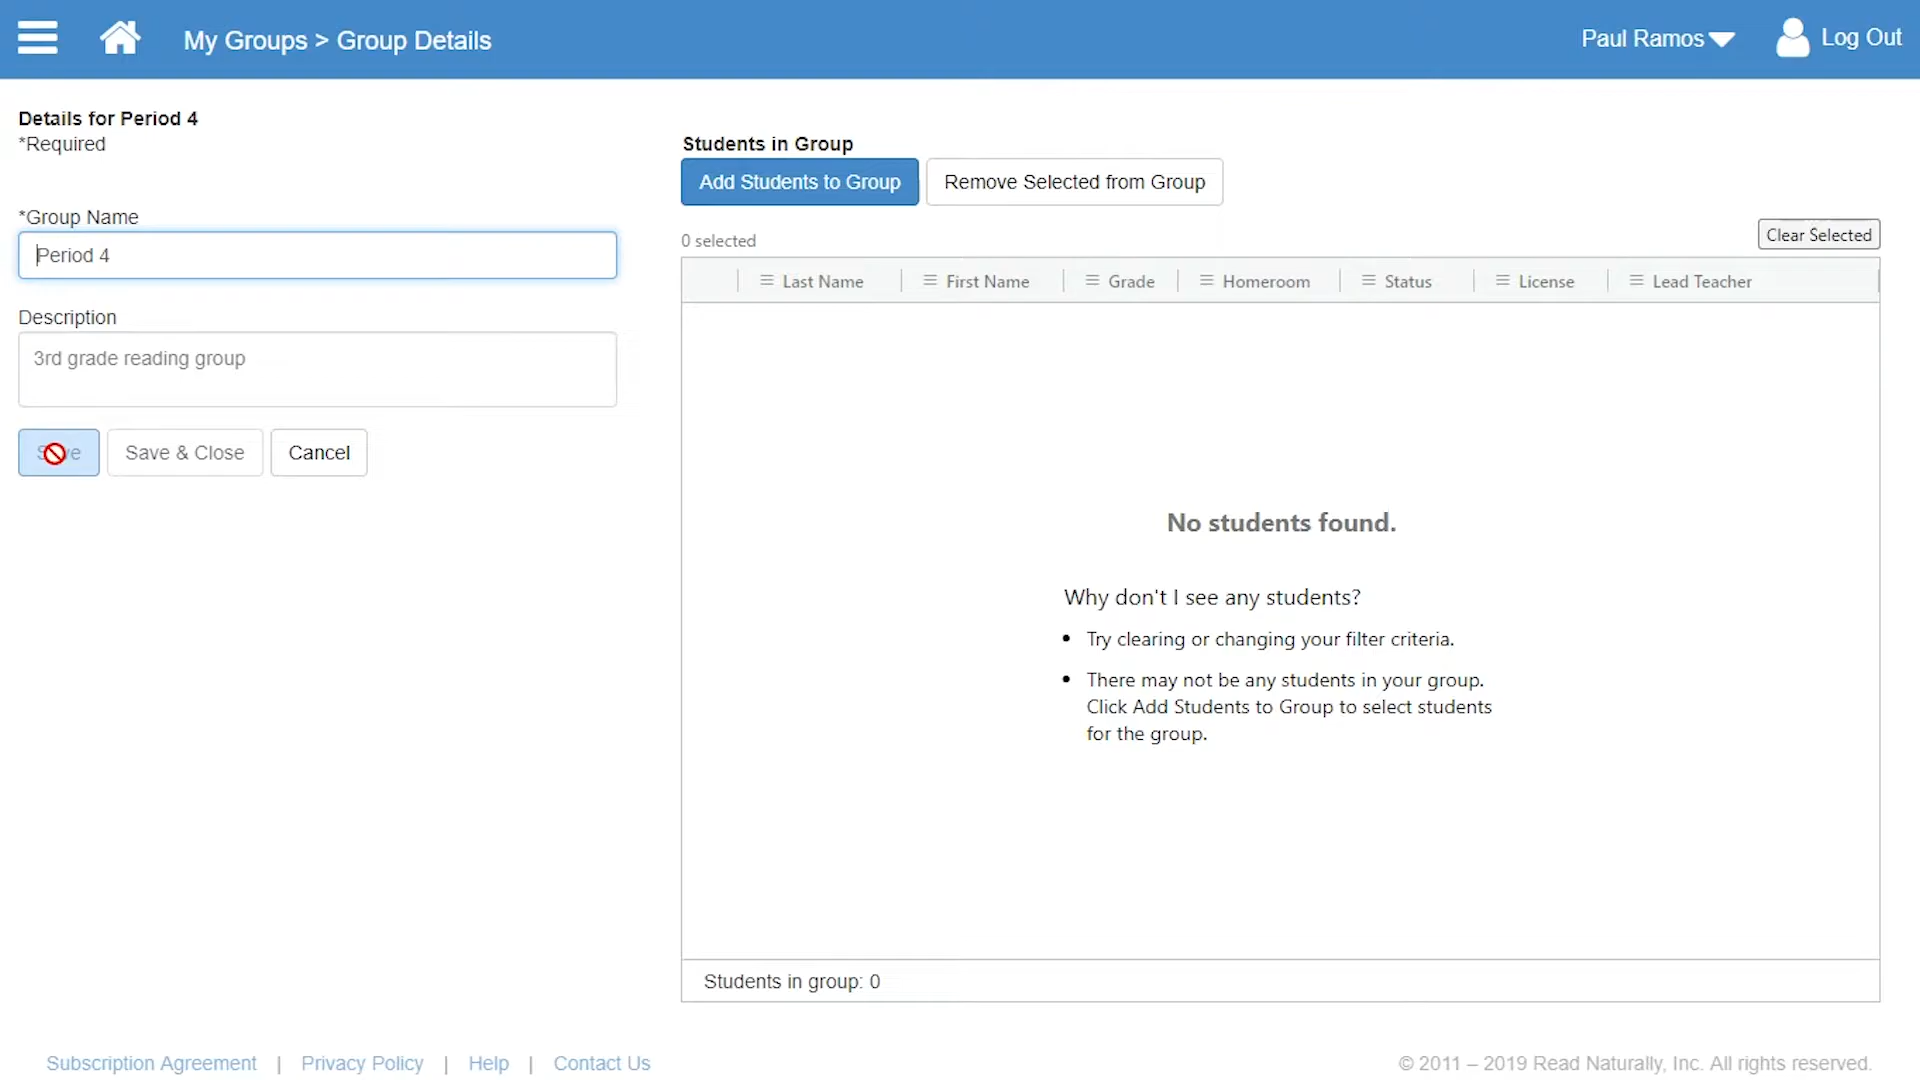 My Groups > Group Details
Paul Ramos
Log Out
Details for Period 4
*Required
*Group Name
Period 4
Description
3rd grade reading group
Save & Close
Cancel
Students in Group
Add Students to Group
Remove Selected from Group
0 selected
Clear Selected
Last Name
First Name
Grade
Homeroom
Status
License
Lead Teacher
No students found.
Why don't I see any students?
• Try clearing or changing your filter criteria.
• There may not be any students in your group.
Click Add Students to Group to select students
for the group.
Students in group: 0
Subscription Agreement | Privacy Policy | Help | Contact Us
© 2011 – 2019 Read Naturally, Inc. All rights reserved.